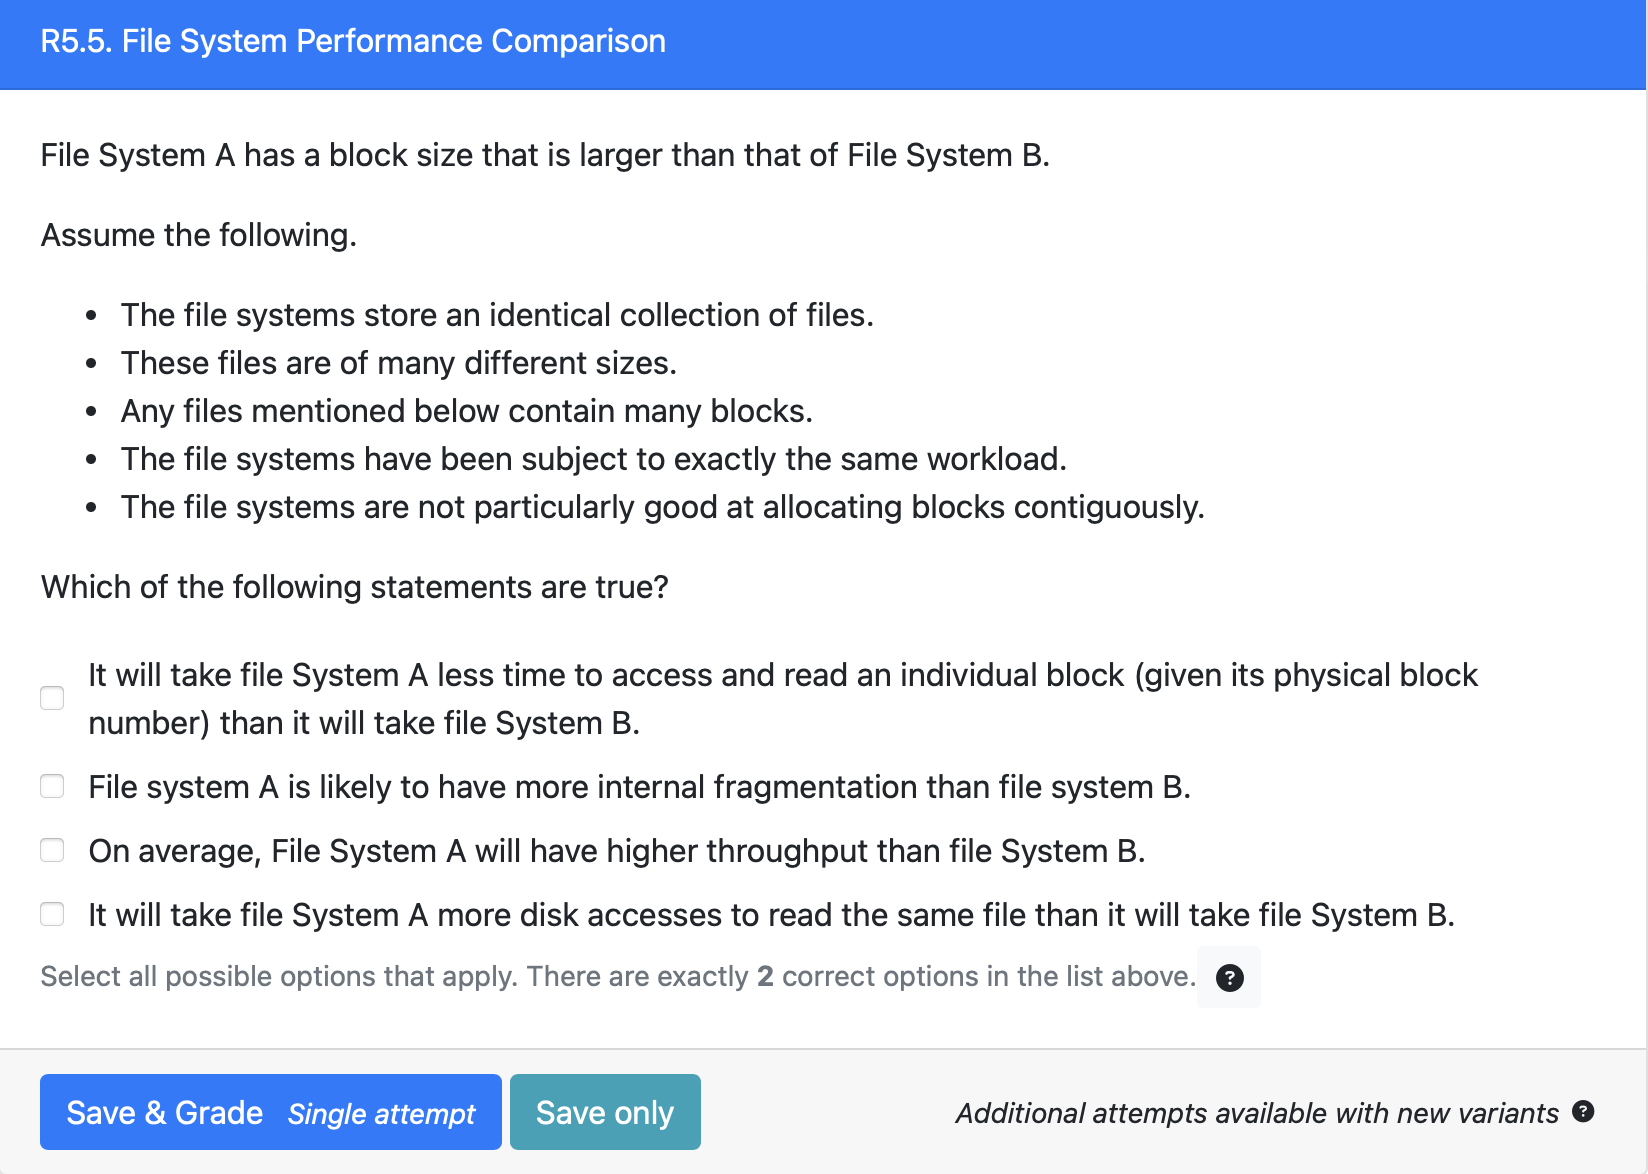 R5.5. File System Performance Comparison
File System A has a block size that is larger than that of File System B.
Assume the following.
• The file systems store an identical collection of files.
• These files are of many different sizes.
• Any files mentioned below contain many blocks.
• The file systems have been subject to exactly the same workload.
• The file systems are not particularly good at allocating blocks contiguously.
Which of the following statements are true?
It will take file System A less time to access and read an individual block (given its physical block
number) than it will take file System B.
File system A is likely to have more internal fragmentation than file system B.
On average, File System A will have higher throughput than file System B.
It will take file System A more disk accesses to read the same file than it will take file System B.
Select all possible options that apply. There are exactly 2 correct options in the list above. ?
Save & Grade Single attempt Save only Additional attempts available with new variants ?